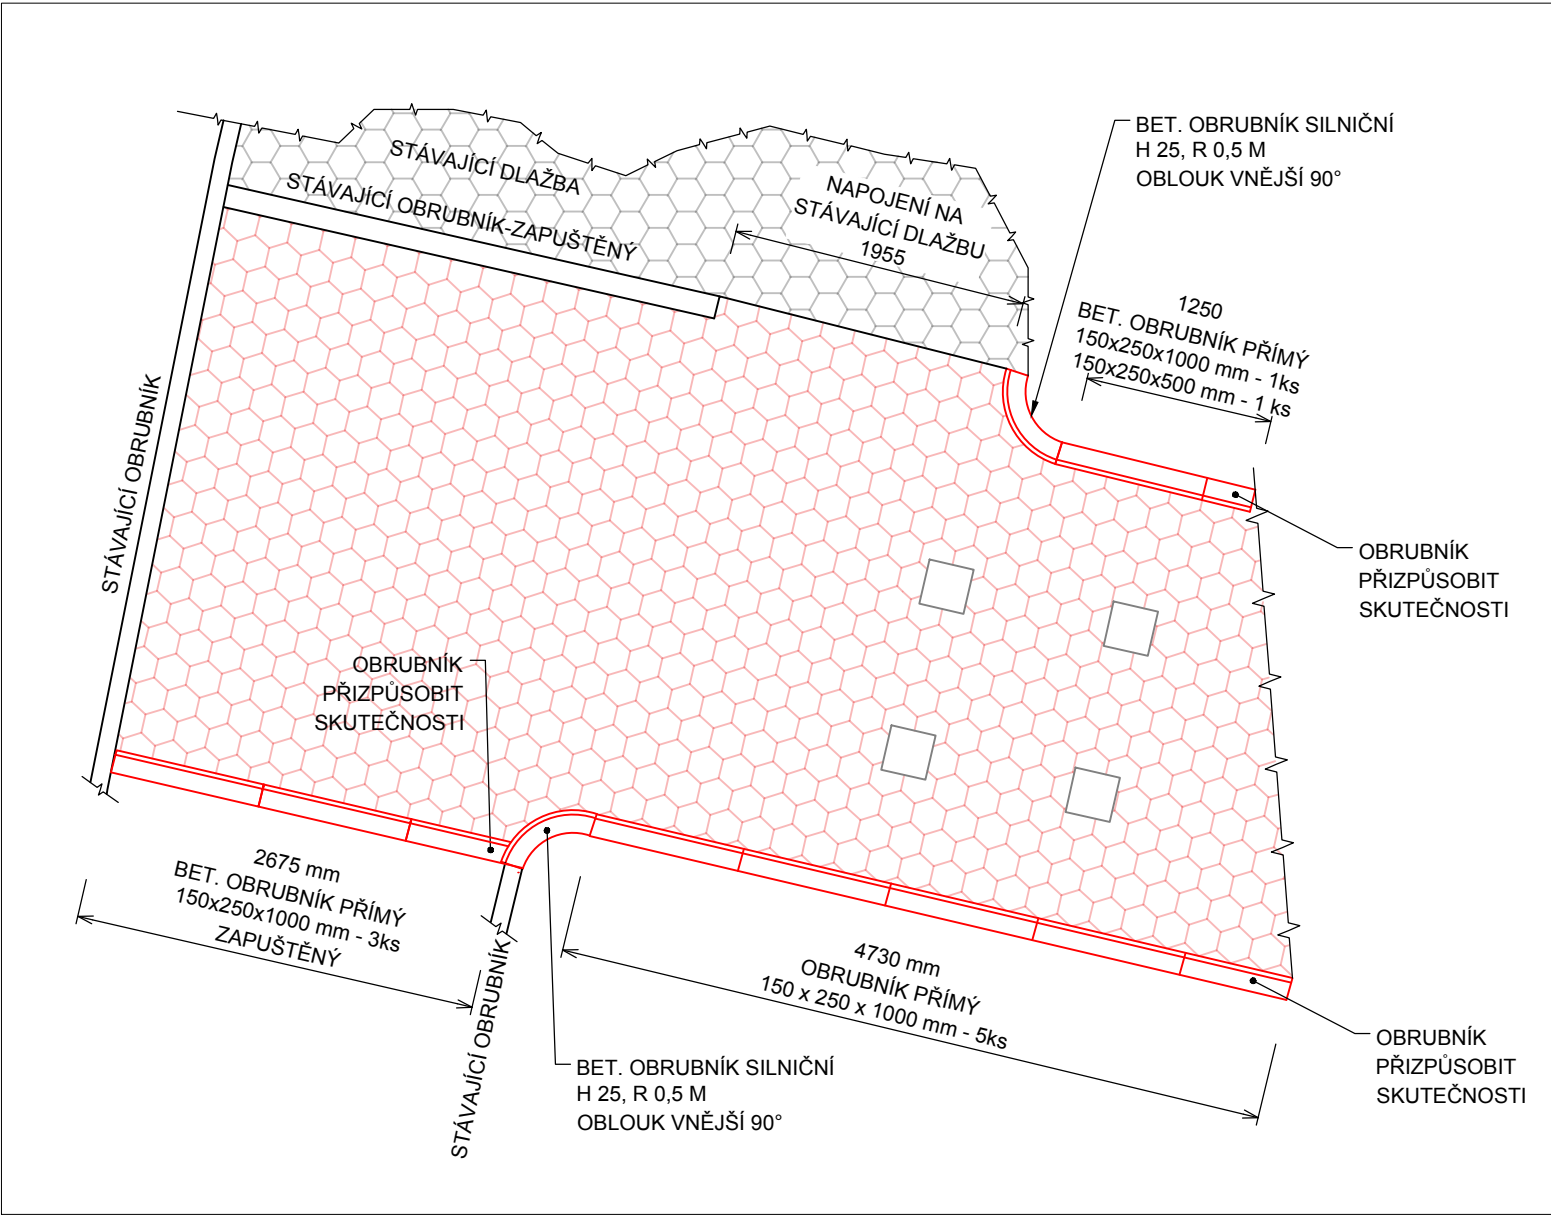 STÁVAJÍCÍ DLAŽBA
STÁVAJÍCÍ OBRUBNÍK-ZAPUŠTĚNÝ
NAPOJENÍ NA
STÁVAJÍCÍ DLAŽBU
1955
BET. OBRUBNÍK SILNIČNÍ
H 25, R 0,5 M
OBLOUK VNĚJŠÍ 90°
1250
BET. OBRUBNÍK PŘÍMÝ
150x250x1000 mm - 1ks
150x250x500 mm - 1 ks
STÁVAJÍCÍ OBRUBNÍK
OBRUBNÍK
PŘIZPŮSOBIT
SKUTEČNOSTI
OBRUBNÍK
PŘIZPŮSOBIT
SKUTEČNOSTI
2675 mm
BET. OBRUBNÍK PŘÍMÝ
150x250x1000 mm - 3ks
ZAPUŠTĚNÝ
STÁVAJÍCÍ OBRUBNÍK
4730 mm
OBRUBNÍK PŘÍMÝ
150 x 250 x 1000 mm - 5ks
BET. OBRUBNÍK SILNIČNÍ
H 25, R 0,5 M
OBLOUK VNĚJŠÍ 90°
OBRUBNÍK
PŘIZPŮSOBIT
SKUTEČNOSTI